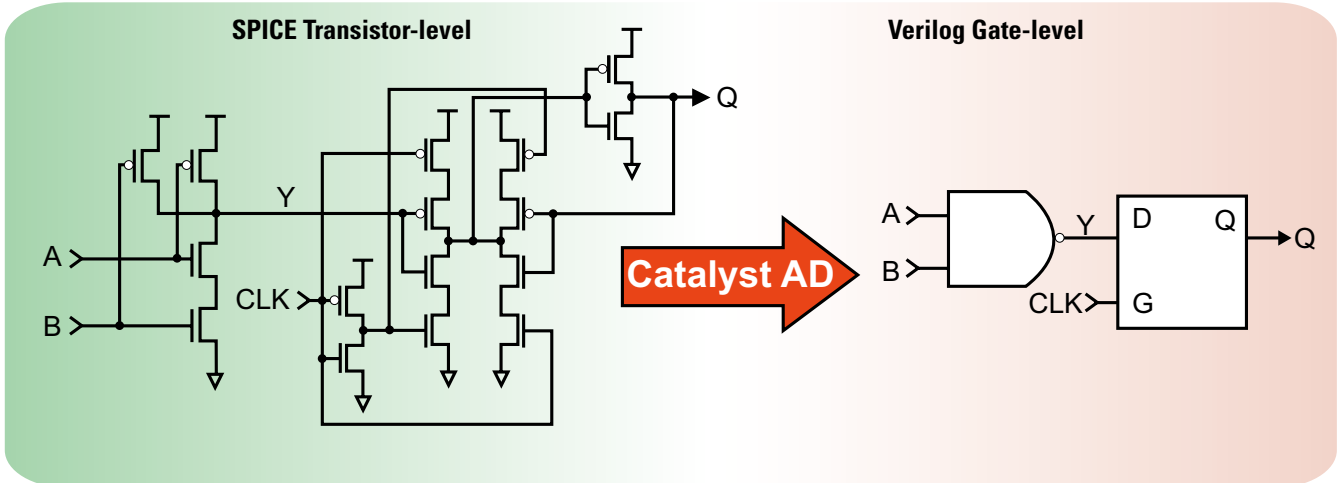 SPICE Transistor-level
Verilog Gate-level
Q
Y
A
CLK
B
Catalyst AD
A
Y
D
Q
Q
B
CLK
G